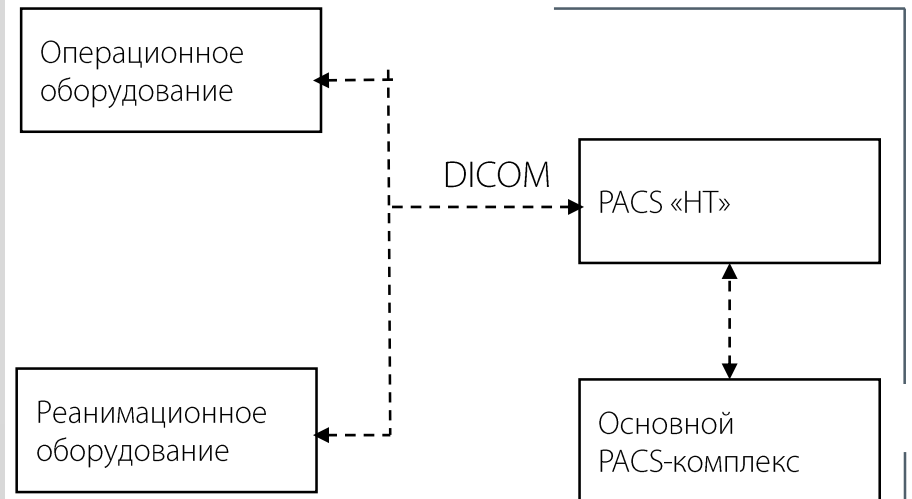 Операционное
оборудование
DICOM
PACS «НТ»
Реанимационное
оборудование
Основной
PACS-комплекс